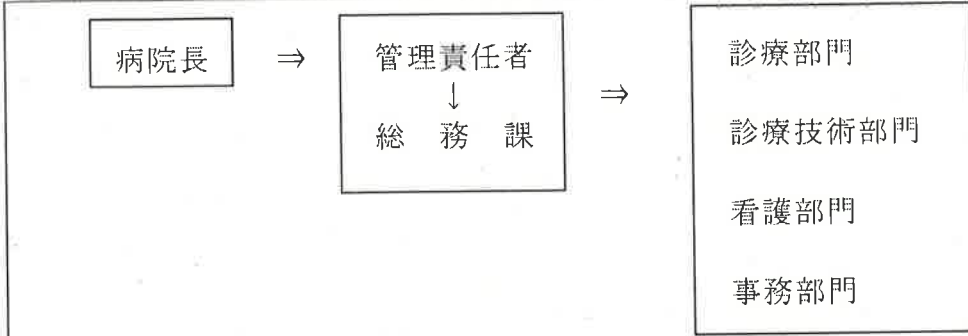 病院長 ⇒ 管理責任者
↓
総務課
⇒
診療部門
診療技術部門
看護部門
事務部門